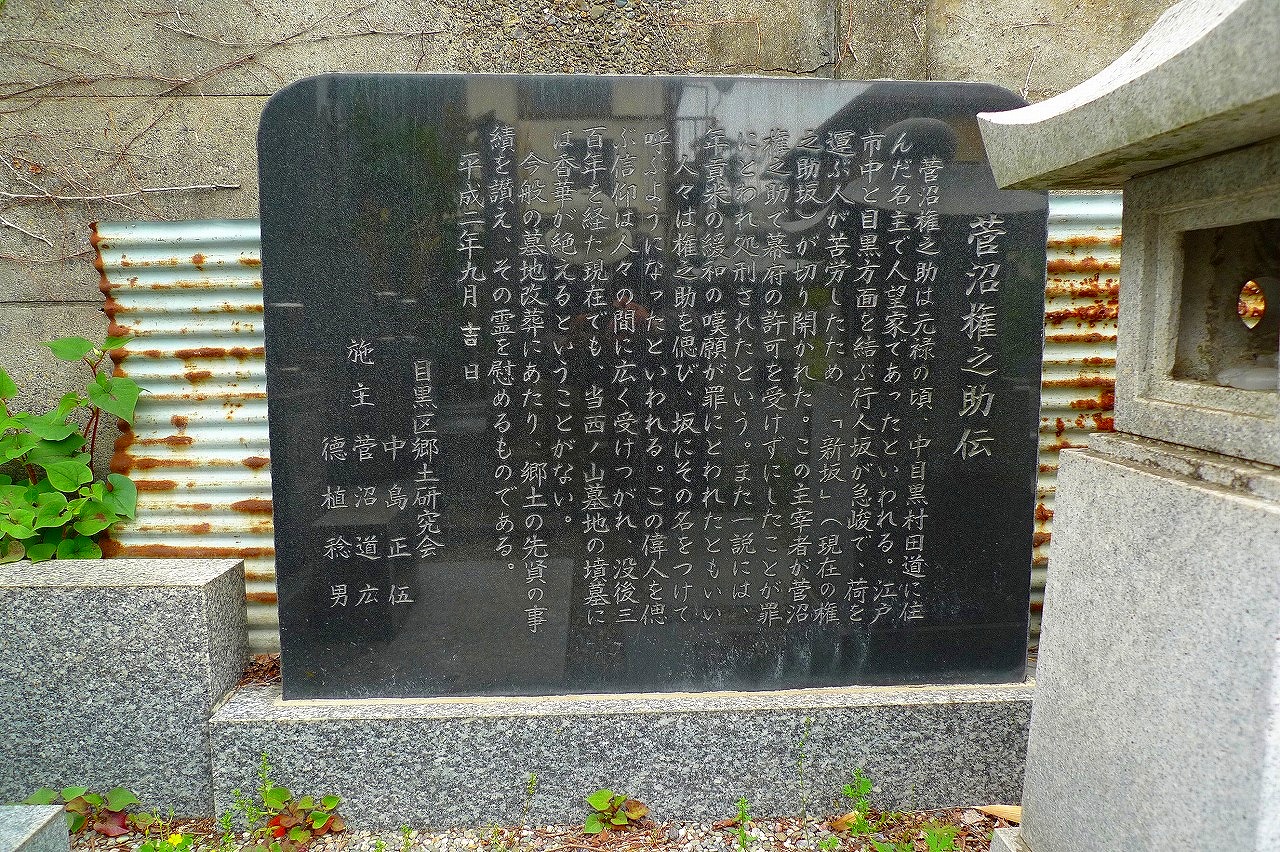 菅沼権之助伝
菅沼権之助は元禄の頃、中目黒村田道に住
んだ名主で人望家であったといわれる。江戸
市中と目黒方面を結ぶ行人坂が急峻で、荷を
運ぶ人が苦労したため「新坂」（現在の権
之助坂）が切り開かれた。この主宰者が菅沼
権之助で幕府の許可を受けずにしたことが罪
にとわれ処刑されたという。また一説には、
年貢米の緩和の嘆願が罪にとわれたともいい
人々は権之助を偲び、坂にその名をつけて
呼ぶようになったといわれる。この偉人を偲
ぶ信仰は人々の間に広く受けつがれ、没後三
百年を経た現在でも、当西ノ山墓地の墳墓に
は香華が絶えるということがない。
今般の墓地改葬にあたり、郷土の先賢の事
績を讃え、その霊を慰めるものである。
平成二年九月吉日
目黒区郷土研究会
中島正伍
施主 菅沼道広
德植稔男